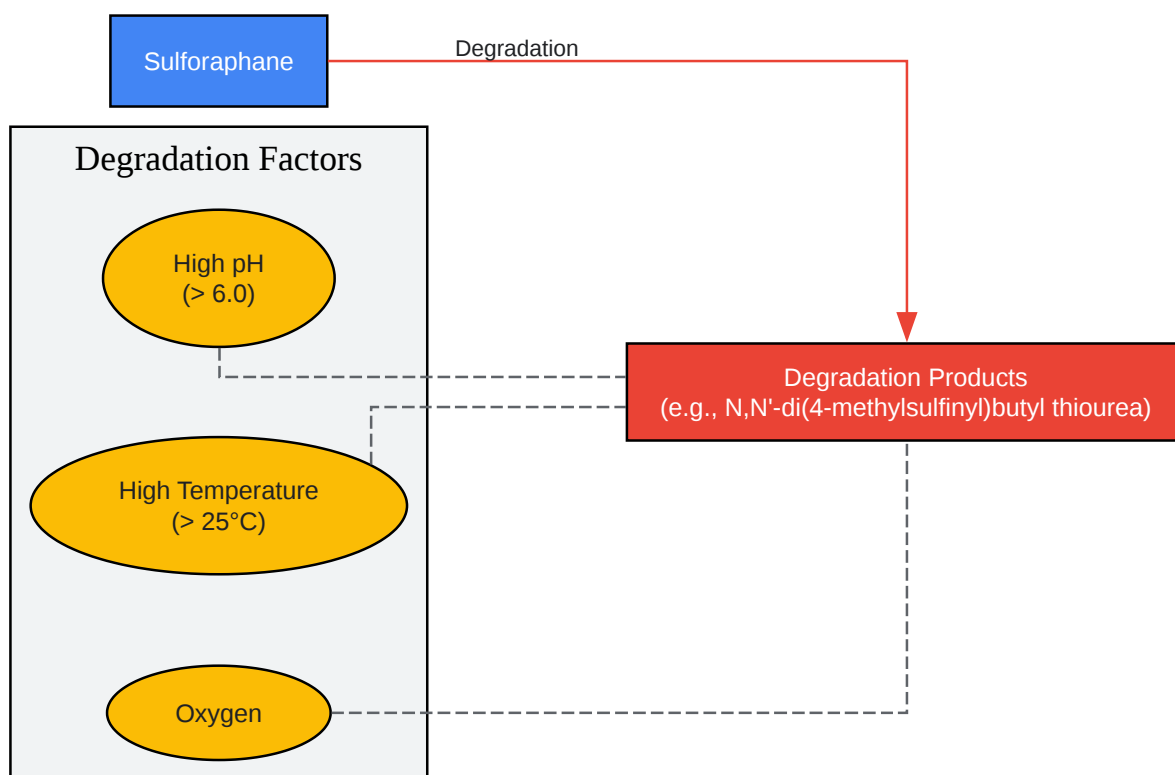 Sulforaphane
Degradation
Degradation Factors
High pH
(> 6.0)
Degradation Products
(e.g., N,N'-di(4-methylsulfinyl)butyl thiourea)
High Temperature
(> 25°C)
Oxygen